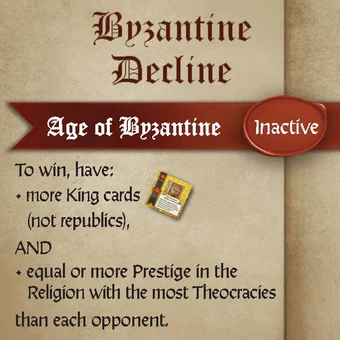 Byzantine
Decline
Age of Byzantine Inactive
To win, have:
• more King cards
(not republics),
AND
• equal or more Prestige in the
Religion with the most Theocracies
than each opponent.